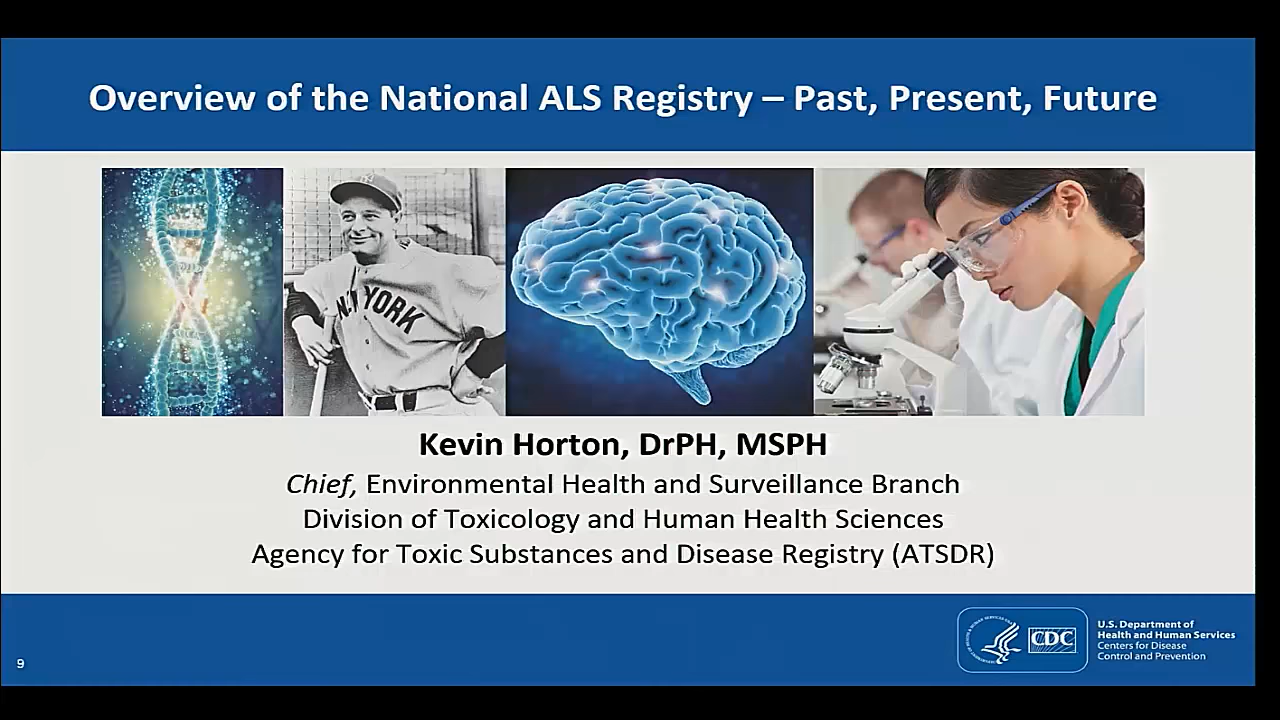 Overview of the National ALS Registry – Past, Present, Future
N. YORK
Kevin Horton, DrPH, MSPH
Chief, Environmental Health and Surveillance Branch
Division of Toxicology and Human Health Sciences
Agency for Toxic Substances and Disease Registry (ATSDR)
CDC
U.S. Department of
Health and Human Services
Centers for Disease
Control and Prevention
9